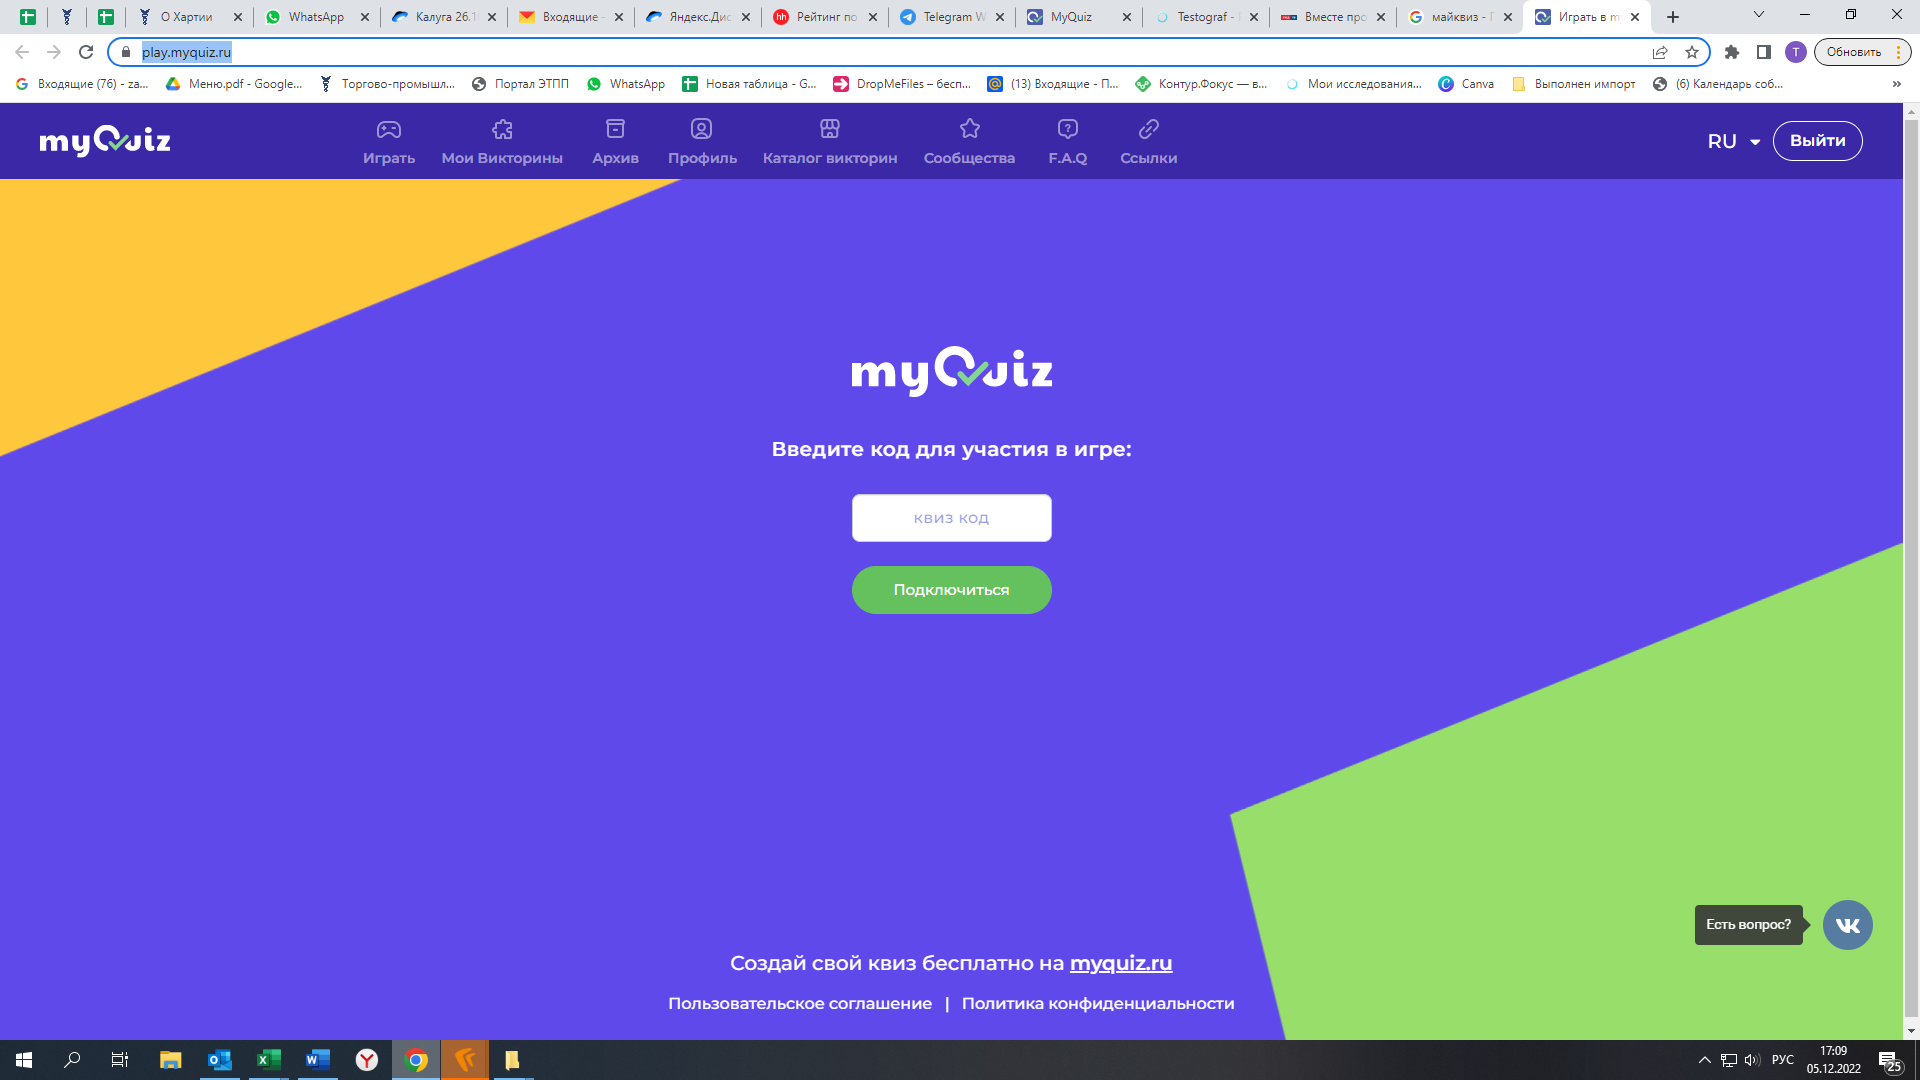 О Хартии
WhatsApp
Калуга 26.1
Входящие -
Яндекс.Дис
Рейтинг по
Telegram W
MyQuiz
Testograf -
Вместе про
майквиз - Г
Играть в m
play.myquiz.ru
T
Обновить
Входящие (76) - za...
Меню.pdf - Google...
Торгово-промышл...
Портал ЭТПП
WhatsApp
Новая таблица - G...
DropMeFiles – бесп...
(13) Входящие - П...
Контур.Фокус — в...
Мои исследования...
Canva
Выполнен импорт
(6) Календарь соб...
»
myQuiz
Играть
Мои Викторины
Архив
Профиль
Каталог викторин
Сообщества
F.A.Q
Ссылки
RU
Выйти
myQuiz
Введите код для участия в игре:
квиз код
Подключиться
Есть вопрос?
Создай свой квиз бесплатно на myquiz.ru
Пользовательское соглашение | Политика конфиденциальности
РУС
17:09
05.12.2022
25